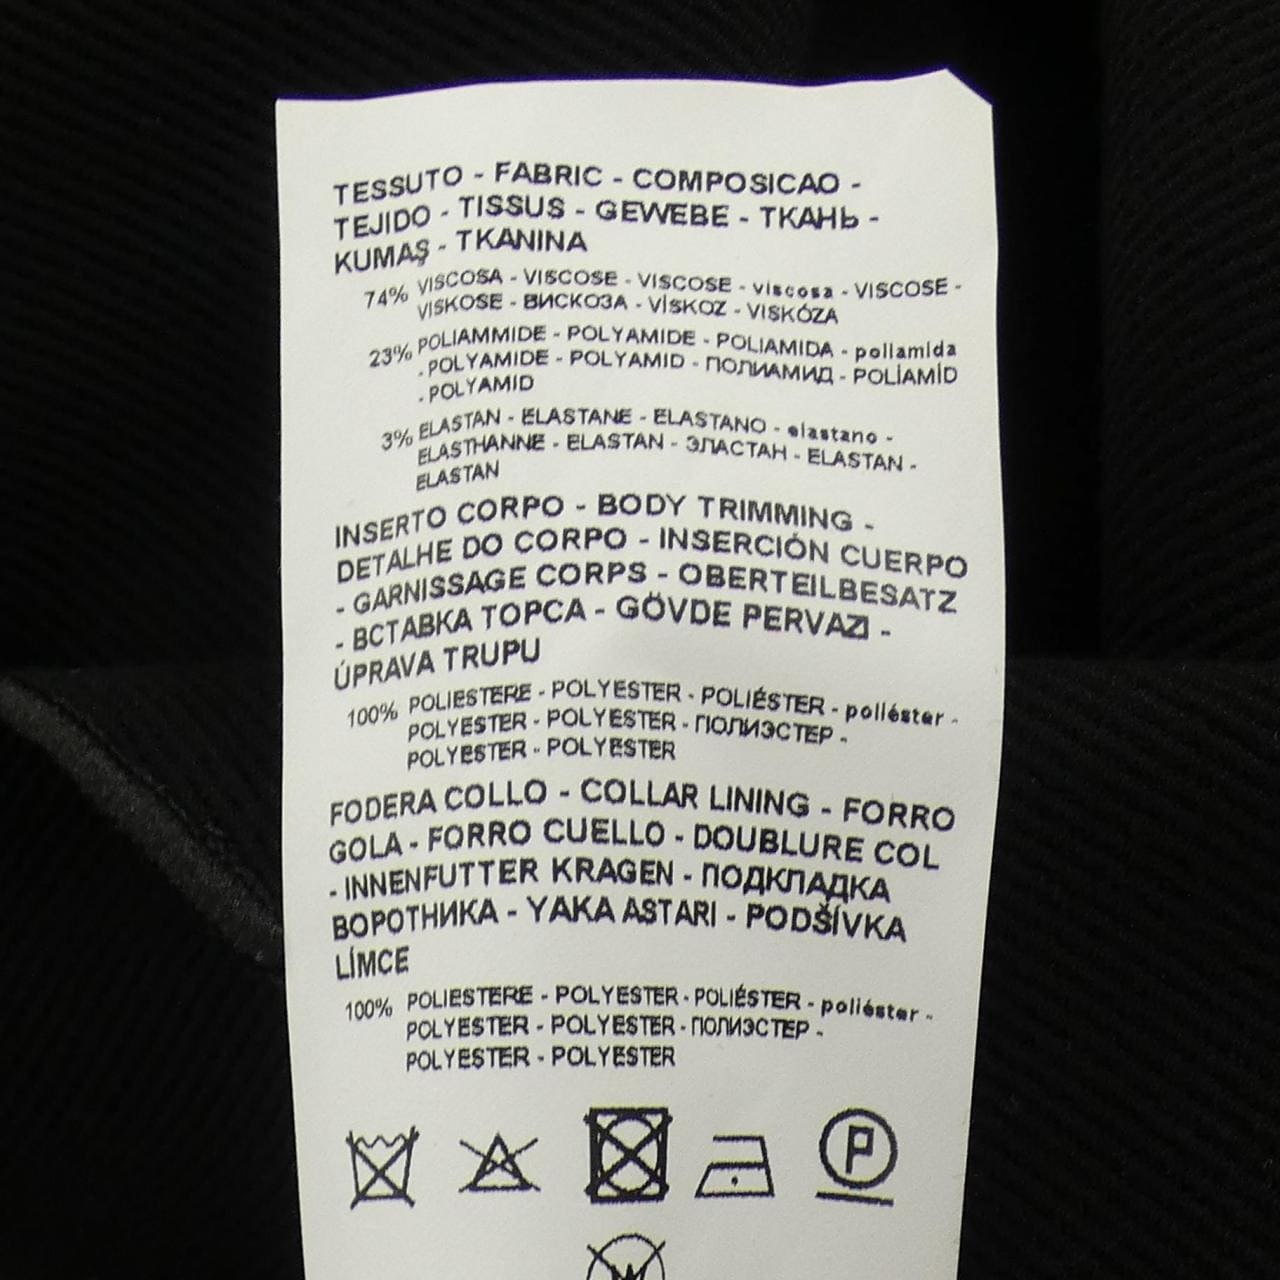 TESSUTO - FABRIC - COMPOSICAO -
TEJIDO - TISSUS - GEWEBE - ТКАНЬ -
KUMAŞ - TKANINA
74% VISCOSA - VISCOSE - VISCOSE - viscosa - VISCOSE -
VISKOSE - ВИСКОЗА - VİSKOZ - VISKÓZA
23% POLIAMMIDE - POLYAMIDE - POLIAMIDA - poliamida
- POLYAMIDE - POLYAMID - ПОЛИАМИД - POLİAMİD
- POLYAMID
3% ELASTAN - ELASTANE - ELASTANO - elastano -
ELASTHANNE - ELASTAN - ЭЛАСТАН - ELASTAN -
ELASTAN
INSERTO CORPO - BODY TRIMMING -
DETALHE DO CORPO - INSERCIÓN CUERPO
- GARNISSAGE CORPS - OBERTEILBESATZ
- ВСТАВКА ТОРСА - GÖVDE PERVAZI -
ÚPRAVA TRUPU
100% POLIESTERE - POLYESTER - POLIÉSTER - poliéster -
POLYESTER - POLYESTER - ПОЛИЭСТЕР -
POLYESTER - POLYESTER
FODERA COLLO - COLLAR LINING - FORRO
GOLA - FORRO CUELLO - DOUBLURE COL
- INNENFUTTER KRAGEN - ПОДКЛАДКА
ВОРОТНИКА - YAKA ASTARI - PODŠÍVKA
LÍMCE
100% POLIESTERE - POLYESTER - POLIÉSTER - poliéster -
POLYESTER - POLYESTER - ПОЛИЭСТЕР -
POLYESTER - POLYESTER
P
W